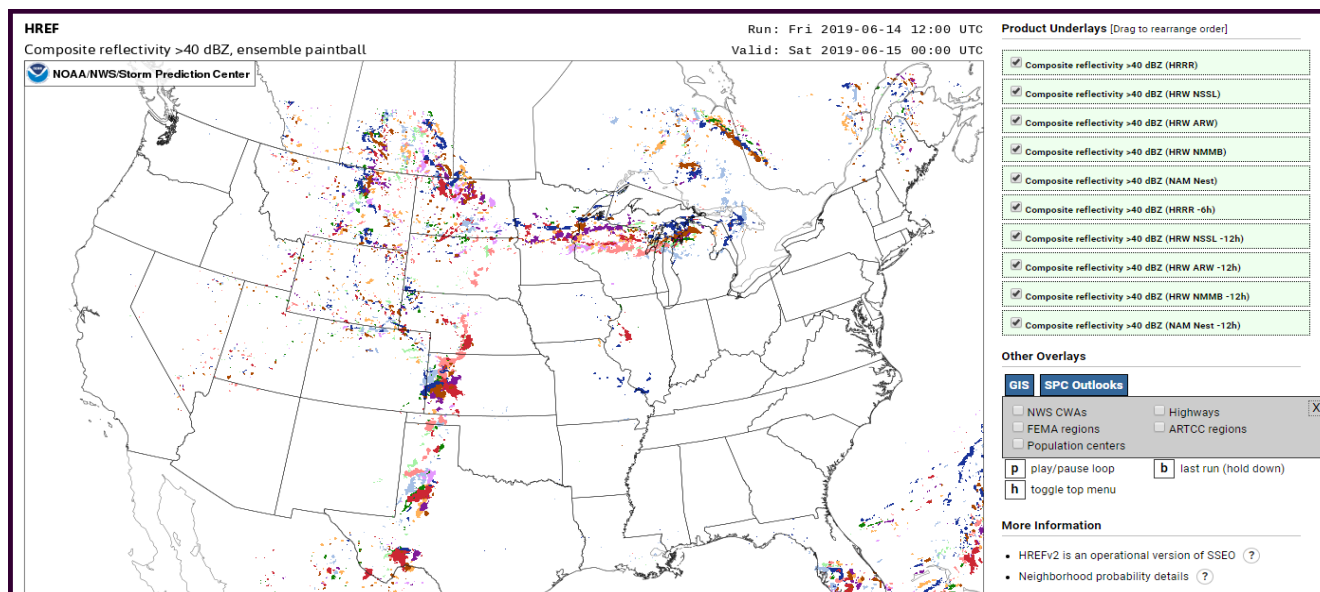 HREF
Run: Fri 2019-06-14 12:00 UTC
Composite reflectivity >40 dBZ, ensemble paintball
Valid: Sat 2019-06-15 00:00 UTC
NOAA/NWS/Storm Prediction Center
Product Underlays [Drag to rearrange order]
Composite reflectivity >40 dBZ (HRRR)
Composite reflectivity >40 dBZ (HRW NSSL)
Composite reflectivity >40 dBZ (HRW ARW)
Composite reflectivity >40 dBZ (HRW NMMB)
Composite reflectivity >40 dBZ (NAM Nest)
Composite reflectivity >40 dBZ (HRRR -6h)
Composite reflectivity >40 dBZ (HRW NSSL -12h)
Composite reflectivity >40 dBZ (HRW ARW -12h)
Composite reflectivity >40 dBZ (HRW NMMB -12h)
Composite reflectivity >40 dBZ (NAM Nest -12h)
Other Overlays
GIS SPC Outlooks
X
NWS CWAs Highways
FEMA regions ARTCC regions
Population centers
p play/pause loop b last run (hold down)
h toggle top menu
More Information
• HREFv2 is an operational version of SSEO ?
• Neighborhood probability details ?